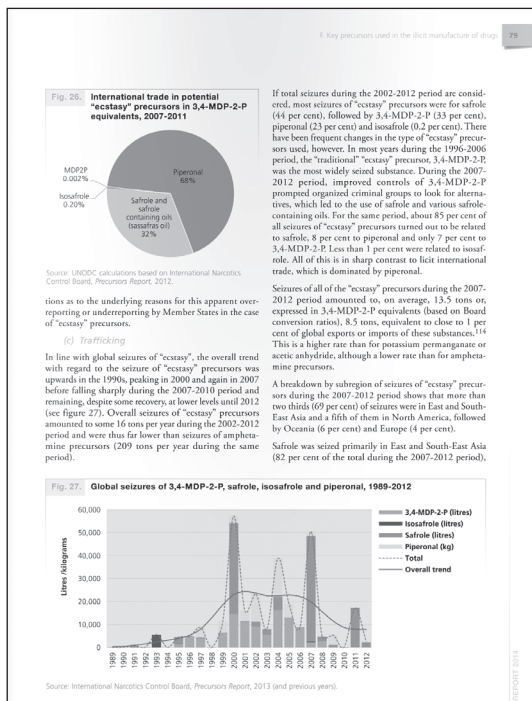 F. Key precursors used in the illicit manufacture of drugs 79
Fig. 26. International trade in potential
“ecstasy” precursors in 3,4-MDP-2-P
equivalents, 2007-2011
MDP2P
0.002%
Isosafrole
0.20%
Piperonal
68%
Safrole and
safrole
containing oils
(sassafras oil)
32%
Source: UNODC calculations based on International Narcotics
Control Board, Precursors Report, 2012.
tions as to the underlying reasons for this apparent over-
reporting or underreporting by Member States in the case
of “ecstasy” precursors.
(c) Trafficking
In line with global seizures of “ecstasy”, the overall trend
with regard to the seizure of “ecstasy” precursors was
upwards in the 1990s, peaking in 2000 and again in 2007
before falling sharply during the 2007-2010 period and
remaining, despite some recovery, at lower levels until 2012
(see figure 27). Overall seizures of “ecstasy” precursors
amounted to some 16 tons per year during the 2002-2012
period and were thus far lower than seizures of ampheta-
mine precursors (209 tons per year during the same
period).
If total seizures during the 2002-2012 period are consid-
ered, most seizures of “ecstasy” precursors were for safrole
(44 per cent), followed by 3,4-MDP-2-P (33 per cent),
piperonal (23 per cent) and isosafrole (0.2 per cent). There
have been frequent changes in the type of “ecstasy” precur-
sors used, however. In most years during the 1996-2006
period, the “traditional” “ecstasy” precursor, 3,4-MDP-2-P,
was the most widely seized substance. During the 2007-
2012 period, improved controls of 3,4-MDP-2-P
prompted organized criminal groups to look for alterna-
tives, which led to the use of safrole and various safrole-
containing oils. For the same period, about 85 per cent of
all seizures of “ecstasy” precursors turned out to be related
to safrole, 8 per cent to piperonal and only 7 per cent to
3,4-MDP-2-P. Less than 1 per cent were related to isosaf-
role. All of this is in sharp contrast to licit international
trade, which is dominated by piperonal.
Seizures of all of the “ecstasy” precursors during the 2007-
2012 period amounted to, on average, 13.5 tons or,
expressed in 3,4-MDP-2-P equivalents (based on Board
conversion ratios), 8.5 tons, equivalent to close to 1 per
cent of global exports or imports of these substances.114
This is a higher rate than for potassium permanganate or
acetic anhydride, although a lower rate than for ampheta-
mine precursors.
A breakdown by subregion of seizures of “ecstasy” precur-
sors during the 2007-2012 period shows that more than
two thirds (69 per cent) of seizures were in East and South-
East Asia and a fifth of them in North America, followed
by Oceania (6 per cent) and Europe (4 per cent).
Safrole was seized primarily in East and South-East Asia
(82 per cent of the total during the 2007-2012 period),
Fig. 27. Global seizures of 3,4-MDP-2-P, safrole, isosafrole and piperonal, 1989-2012
Litres /kilograms
60,000
50,000
40,000
30,000
20,000
10,000
0
1989 1990 1991 1992 1993 1994 1995 1996 1997 1998 1999 2000 2001 2002 2003 2004 2005 2006 2007 2008 2009 2010 2011 2012
3,4-MDP-2-P (litres)
Isosafrole (litres)
Safrole (litres)
Piperonal (kg)
Total
Overall trend
Source: International Narcotics Control Board, Precursors Report, 2013 (and previous years).
REPORT 2014